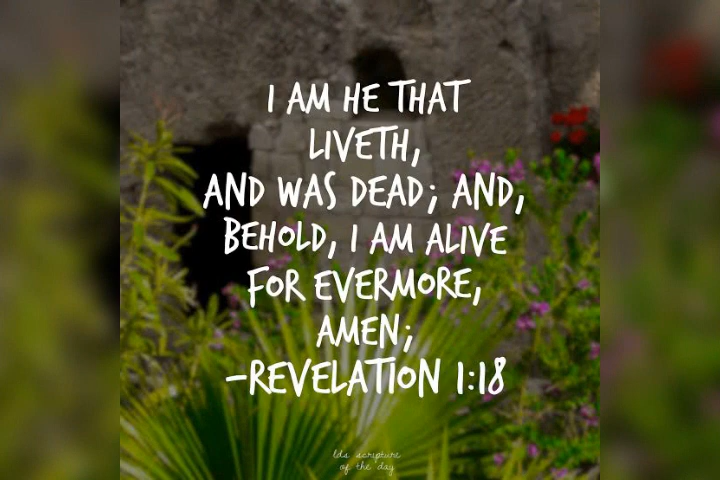 I AM HE THAT
LIVETH,
AND WAS DEAD; AND,
BEHOLD, I AM ALIVE
FOR EVERMORE,
AMEN;
-REVELATION 1:18
lds scripture
of the day